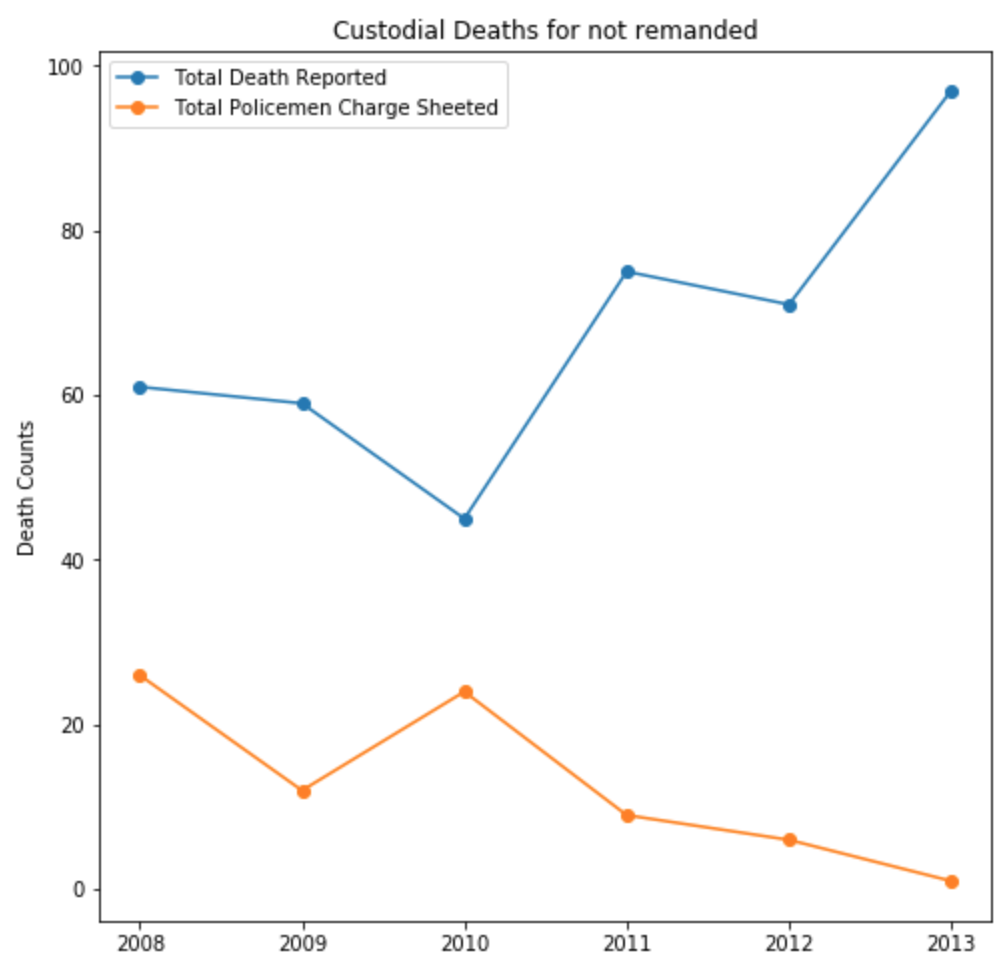 Custodial Deaths for not remanded
Total Death Reported
Total Policemen Charge Sheeted
100
80
60
40
20
0
Death Counts
2008 2009 2010 2011 2012 2013